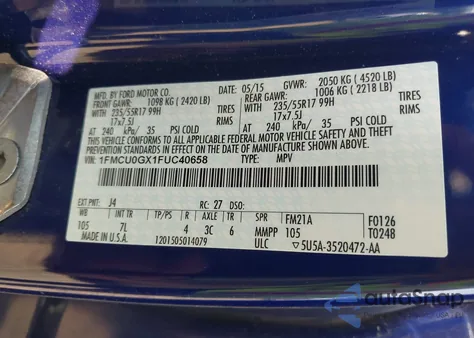 MFD. BY FORD MOTOR CO. 05/15 GVWR: 2050 KG (4520 LB)
FRONT GAWR: 1098 KG (2420 LB) REAR GAWR: 1006 KG (2218 LB)
WITH WITH
235/55R17 99H TIRES 235/55R17 99H TIRES
17x7.5J RIMS 17x7.5J RIMS
AT 240 kPa/ 35 PSI COLD AT 240 kPa/ 35 PSI COLD
THIS VEHICLE CONFORMS TO ALL APPLICABLE FEDERAL MOTOR VEHICLE SAFETY AND THEFT PREVENTION STANDARDS IN EFFECT ON THE DATE OF MANUFACTURE SHOWN ABOVE.
VIN: 1FMCU0GX1FUC40658 TYPE: MPV
EXT PNT: J4 RC: 27 DSO:
WB INT TR TP/PS R AXLE TR SPR FM21A F0126
105 7L 4 3C 6 MMPP 105 T0248
MADE IN U.S.A. 1201505014079 ULC 5U5A-3520472-AA
autoSnap